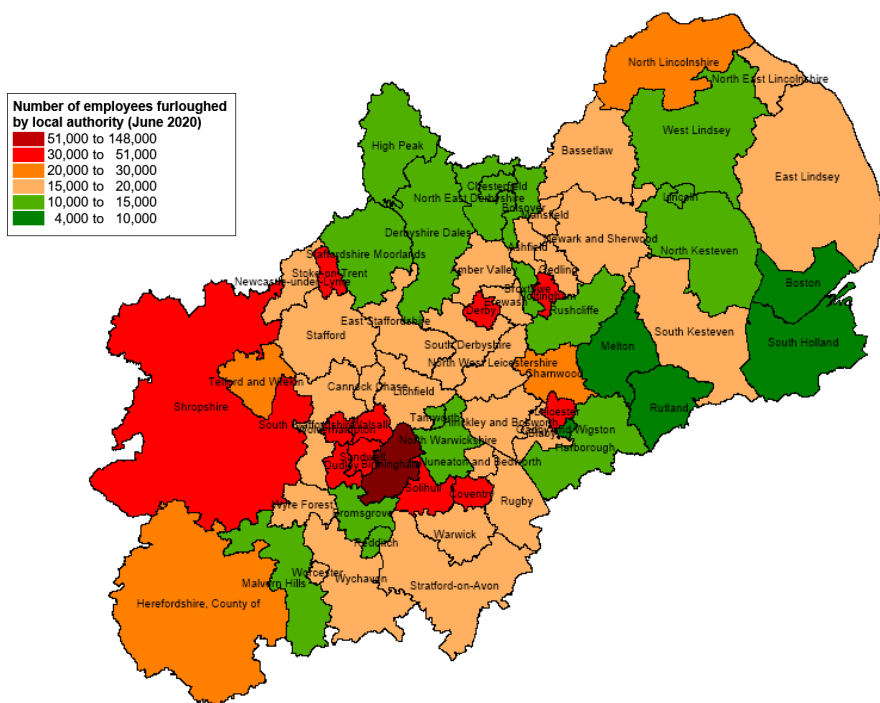 Number of employees furloughed
by local authority (June 2020)
51,000 to 148,000
30,000 to 51,000
20,000 to 30,000
15,000 to 20,000
10,000 to 15,000
4,000 to 10,000
North Lincolnshire
North East Lincolnshire
West Lindsey
High Peak
Bassetlaw
East Lindsey
Chesterfield
North East Derbyshire
Bolsover
Lincoln
Mansfield
Derbyshire Dales
Newark and Sherwood
Ashfield
North Kesteven
Staffordshire Moorlands
Stoke-on-Trent
Amber Valley
Gedling
Newcastle-under-Lyme
Boston
Broxtowe
Nottingham
Erewash
Derby
Rushcliffe
East Staffordshire
Stafford
South Kesteven
South Holland
South Derbyshire
Melton
North West Leicestershire
Charnwood
Telford and Wrekin
Cannock Chase
Lichfield
Shropshire
Rutland
Leicester
Tamworth
Hinckley and Bosworth
South Staffordshire
Walsall
Wolverhampton
Oadby and Wigston
Blaby
North Warwickshire
Harborough
Sandwell
Dudley
Birmingham
Nuneaton and Bedworth
Solihull
Coventry
Rugby
Wyre Forest
Bromsgrove
Warwick
Redditch
Worcester
Wychavon
Malvern Hills
Stratford-on-Avon
Herefordshire, County of